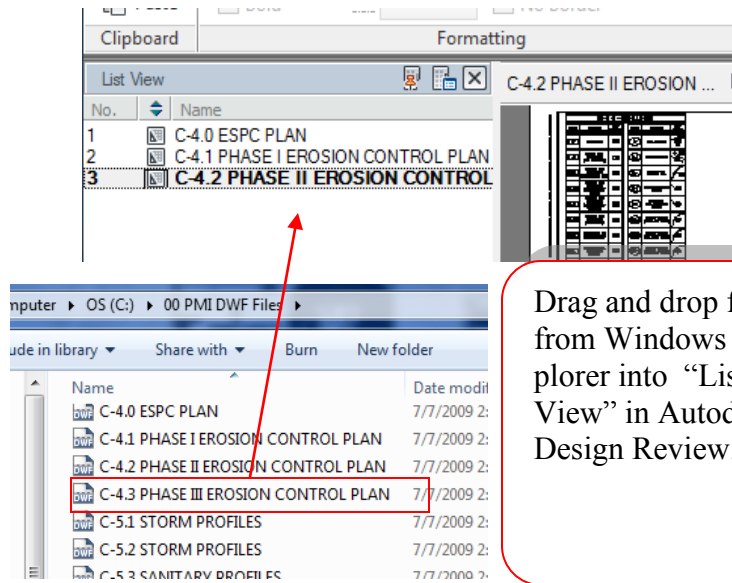 Clipboard
Formatting
List View
C-4.2 PHASE II EROSION ...
No. Name
1 C-4.0 ESPC PLAN
2 C-4.1 PHASE I EROSION CONTROL PLAN
3 C-4.2 PHASE II EROSION CONTROL
mputer ▸ OS (C:) ▸ 00 PMI DWF Files ▸
ude in library Share with Burn New folder
Name Date modif
C-4.0 ESPC PLAN 7/7/2009 2:
C-4.1 PHASE I EROSION CONTROL PLAN 7/7/2009 2:
C-4.2 PHASE II EROSION CONTROL PLAN 7/7/2009 2:
C-4.3 PHASE III EROSION CONTROL PLAN 7/7/2009 2:
C-5.1 STORM PROFILES 7/7/2009 2:
C-5.2 STORM PROFILES 7/7/2009 2:
C-5.3 SANITARY PROFILES 7/7/2009 2:
Drag and drop f
from Windows
plorer into “Lis
View” in Autod
Design Review.